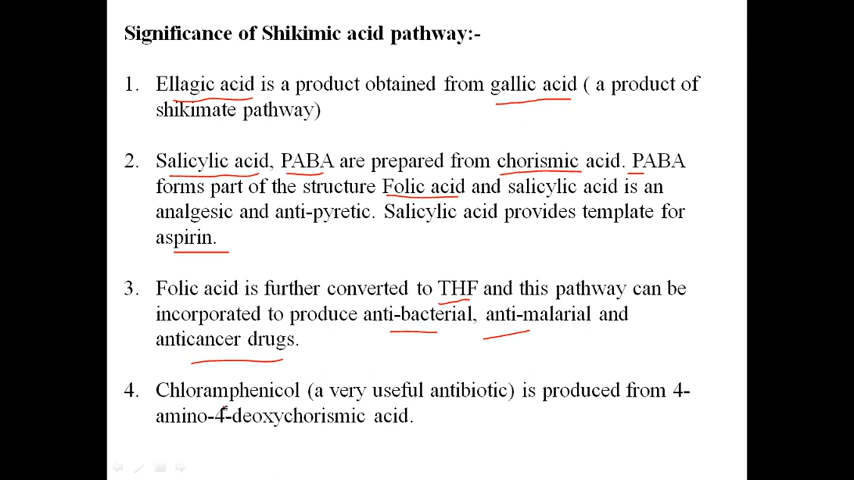 Significance of Shikimic acid pathway:-
1. Ellagic acid is a product obtained from gallic acid ( a product of
shikimate pathway)
2. Salicylic acid, PABA are prepared from chorismic acid. PABA
forms part of the structure Folic acid and salicylic acid is an
analgesic and anti-pyretic. Salicylic acid provides template for
aspirin.
3. Folic acid is further converted to THF and this pathway can be
incorporated to produce anti-bacterial, anti-malarial and
anticancer drugs.
4. Chloramphenicol (a very useful antibiotic) is produced from 4-
amino-4-deoxychorismic acid.